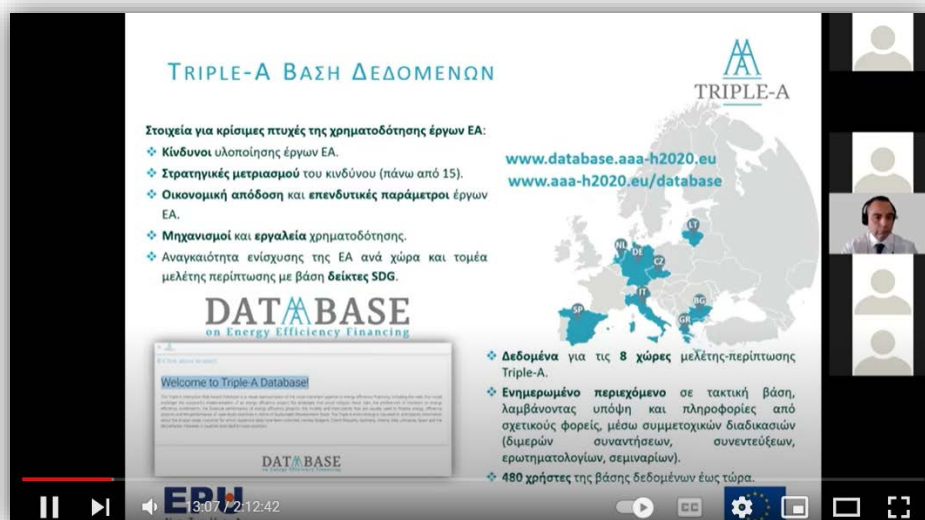 TRIPLE-A ΒΑΣΗ ΔΕΔΟΜΕΝΩΝ
TRIPLE-A
Στοιχεία για κρίσιμες πτυχές της χρηματοδότησης έργων ΕΑ:
❖ Κίνδυνοι υλοποίησης έργων ΕΑ.
❖ Στρατηγικές μετριασμού του κινδύνου (πάνω από 15).
❖ Οικονομική απόδοση και επενδυτικές παράμετροι έργων
ΕΑ.
❖ Μηχανισμοί και εργαλεία χρηματοδότησης.
❖ Αναγκαιότητα ενίσχυσης της ΕΑ ανά χώρα και τομέα
μελέτης περίπτωσης με βάση δείκτες SDG.
www.database.aaa-h2020.eu
www.aaa-h2020.eu/database
LT
NL
DE
CZ
IT
BG
SP
GR
DATABASE
on Energy Efficiency Financing
Welcome to Triple-A Database!
DATABASE
❖ Δεδομένα για τις 8 χώρες μελέτης-περίπτωσης
Triple-A.
❖ Ενημερωμένο περιεχόμενο σε τακτική βάση,
λαμβάνοντας υπόψη και πληροφορίες από
σχετικούς φορείς, μέσω συμμετοχικών διαδικασιών
(διμερών συναντήσεων, συνεντεύξεων,
ερωτηματολογίων, σεμιναρίων).
❖ 480 χρήστες της βάσης δεδομένων έως τώρα.
13:07 / 2:12:42
CC